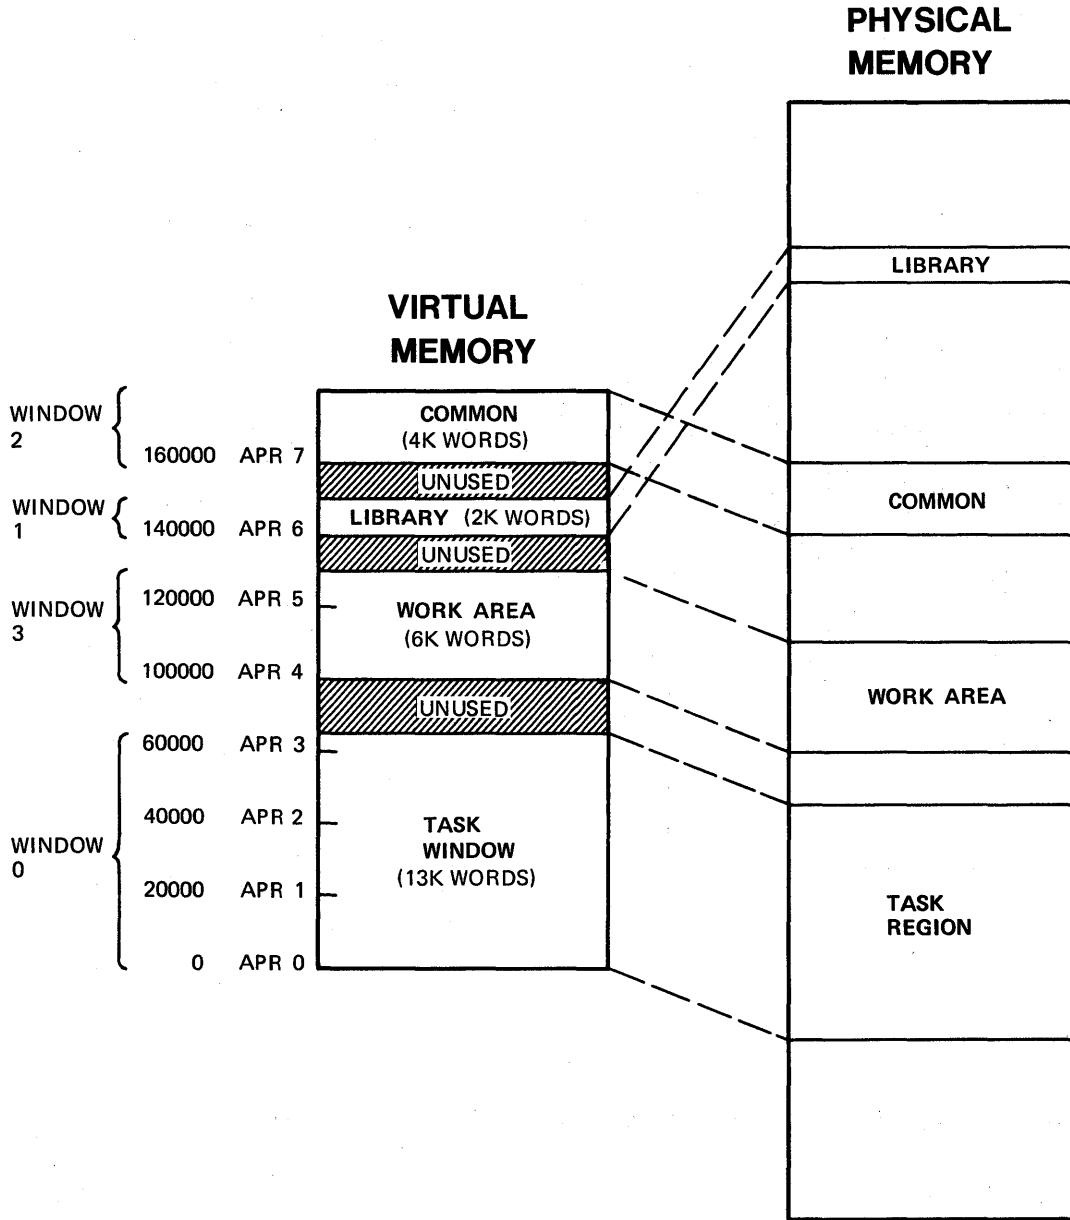 PHYSICAL
MEMORY
LIBRARY
VIRTUAL
MEMORY
WINDOW
2
COMMON
(4K WORDS)
160000 APR 7
UNUSED
COMMON
WINDOW
1
LIBRARY (2K WORDS)
140000 APR 6
UNUSED
WINDOW
3
120000 APR 5
WORK AREA
(6K WORDS)
100000 APR 4
WORK AREA
UNUSED
60000 APR 3
WINDOW
0
40000 APR 2
TASK
WINDOW
(13K WORDS)
20000 APR 1
TASK
REGION
0 APR 0